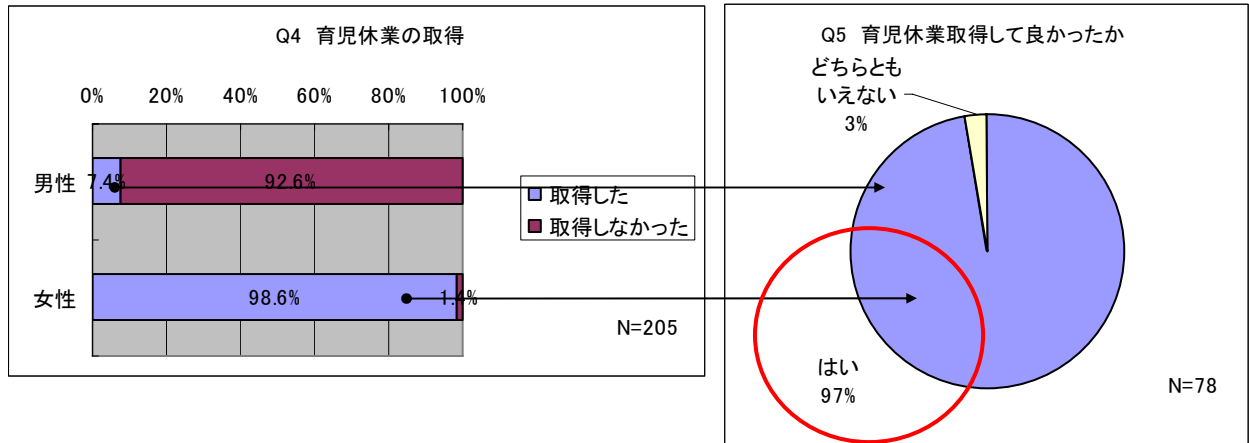 Q4 育児休業の取得
0% 20% 40% 60% 80% 100%
男性
7.4%
92.6%
女性
98.6%
1.4%
取得した
取得しなかった
N=205
Q5 育児休業取得して良かったか
どちらとも
いえない
3%
はい
97%
N=78